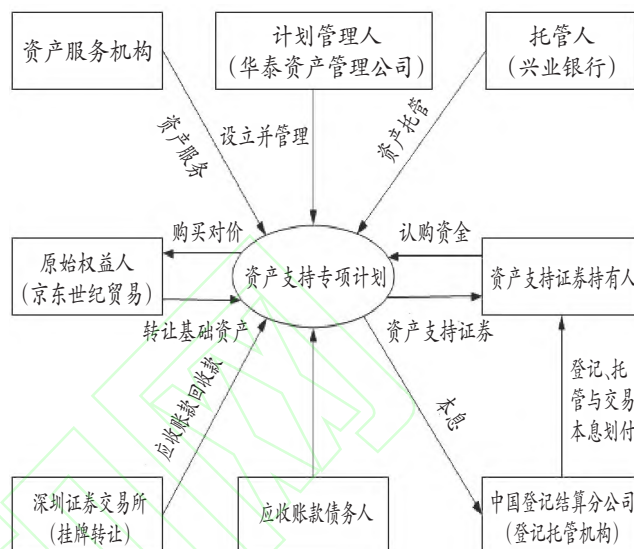 资产服务机构
计划管理人
(华泰资产管理公司)
托管人
(兴业银行)
资产服务
设立并管理
资产托管
购买对价
认购资金
原始权益人
(京东世纪贸易)
资产支持专项计划
资产支持证券持有人
转让基础资产
资产支持证券
应收账款回收款
本息
登记、托
管与交易
本息划付
深圳证券交易所
(挂牌转让)
应收账款债务人
中国登记结算分公司
(登记托管机构)